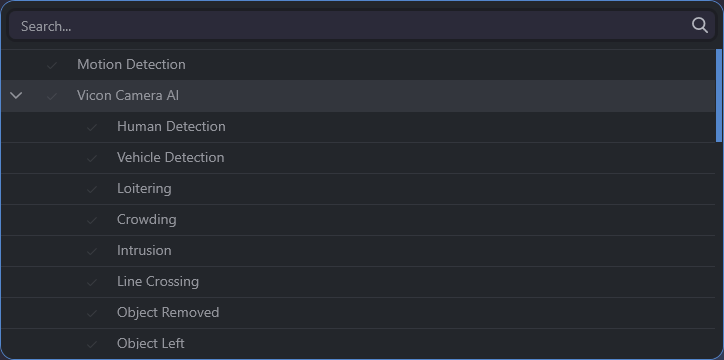 Search...
Motion Detection
Vicon Camera AI
Human Detection
Vehicle Detection
Loitering
Crowding
Intrusion
Line Crossing
Object Removed
Object Left